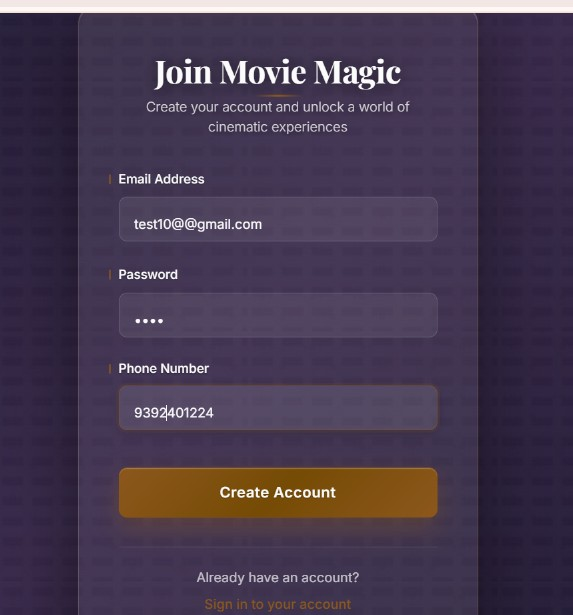 Join Movie Magic
Create your account and unlock a world of
cinematic experiences
Email Address
test10@@gmail.com
Password
••••
Phone Number
9392401224
Create Account
Already have an account?
Sign in to your account